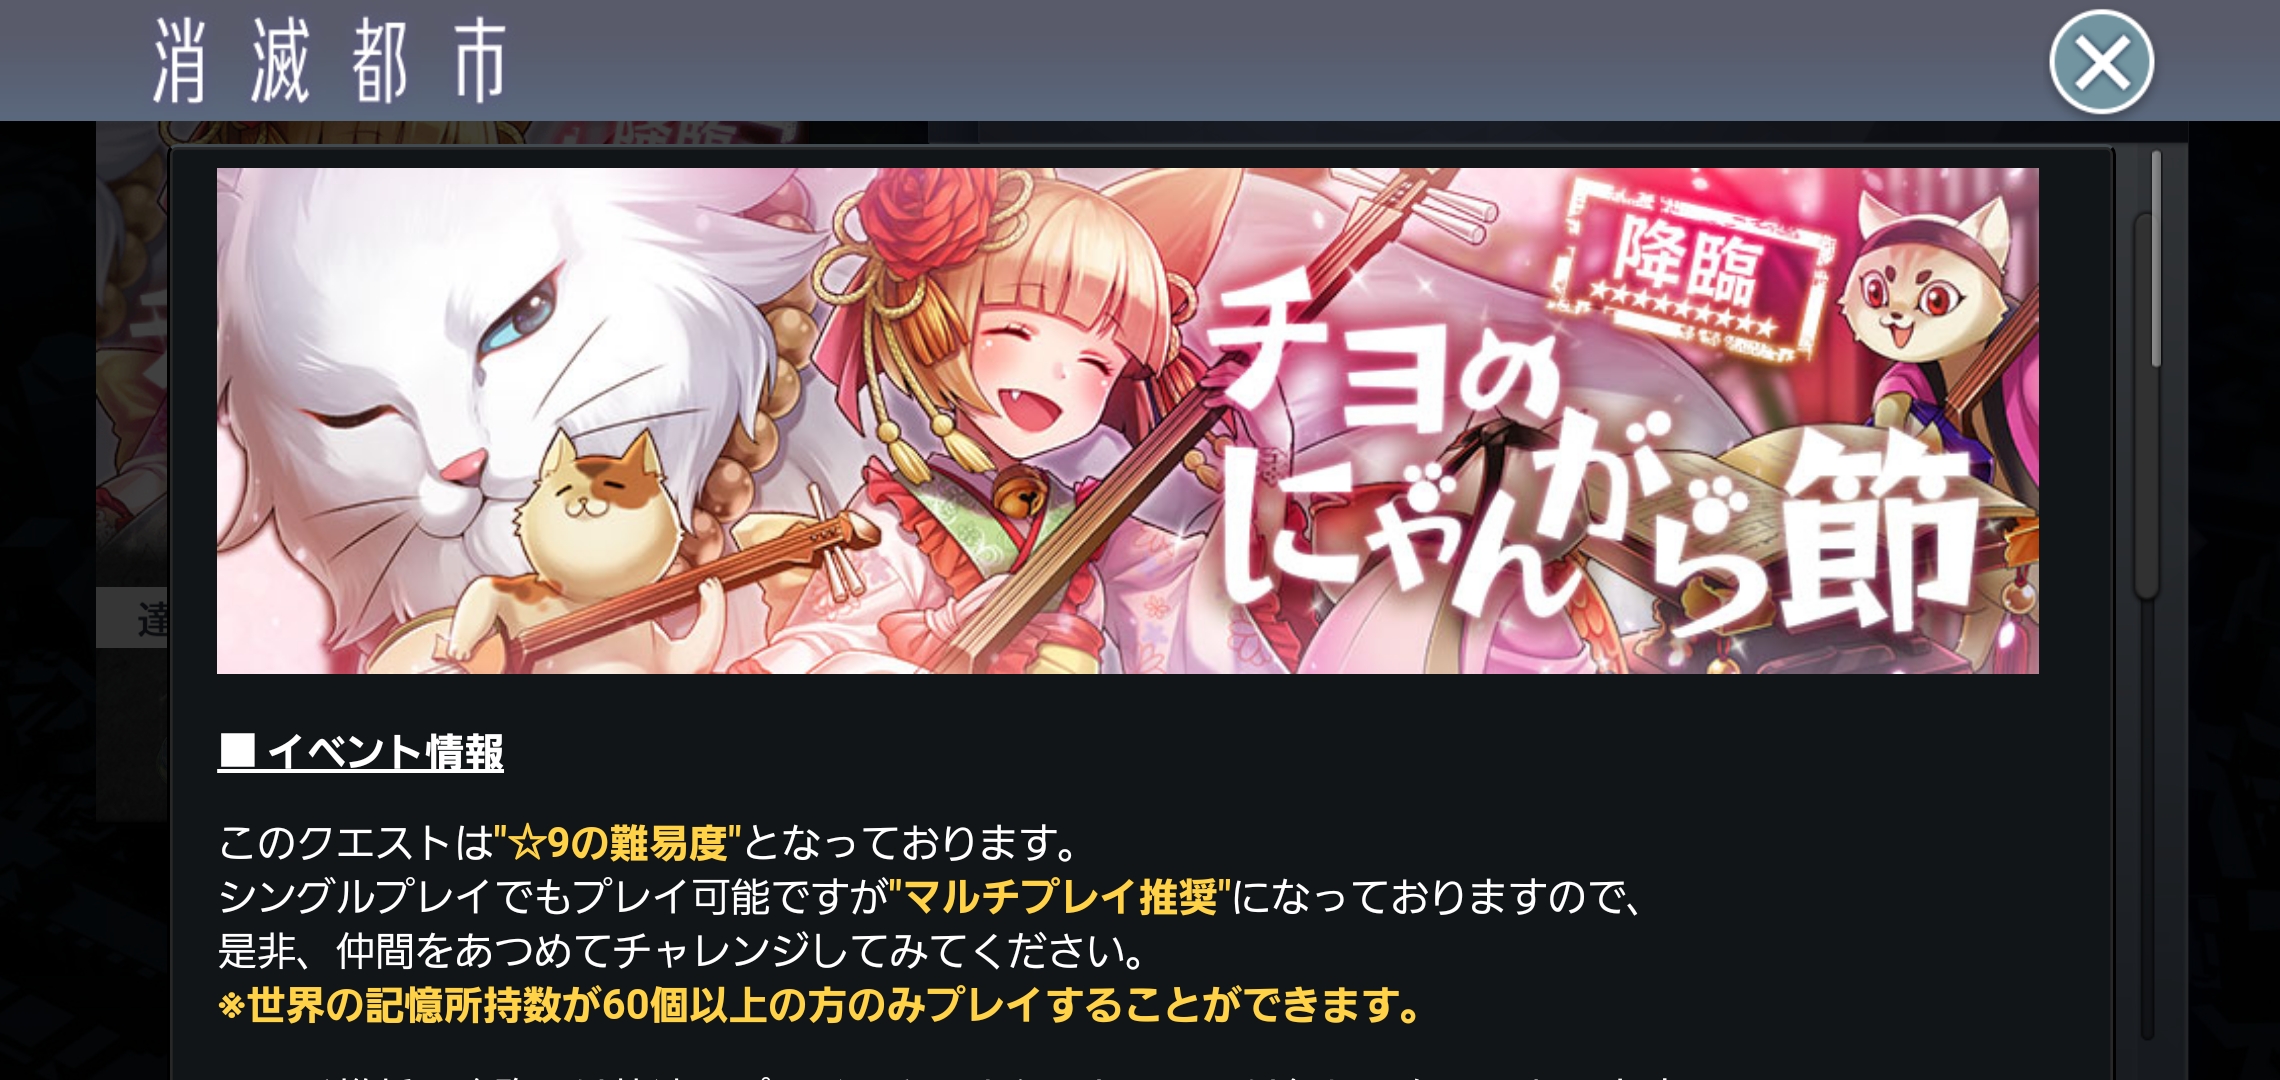 消滅都市
降臨
★★★★★★★★★
チヨの
にゃんがら節
達
■ イベント情報
このクエストは"☆9の難易度"となっております。
シングルプレイでもプレイ可能ですが"マルチプレイ推奨"になっておりますので、
是非、仲間をあつめてチャレンジしてみてください。
※世界の記憶所持数が60個以上の方のみプレイすることができます。